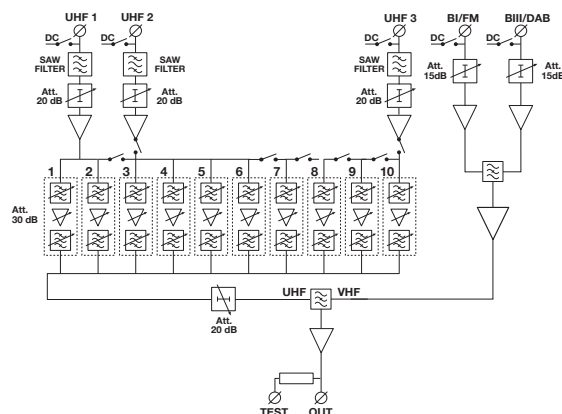 UHF 1 UHF 2 UHF 3 BI/FM BIII/DAB
DC DC DC DC DC
SAW FILTER SAW FILTER SAW FILTER
Att. 20 dB Att. 20 dB Att. 20 dB Att. 15dB Att. 15dB
1 2 3 4 5 6 7 8 9 10
Att. 30 dB
UHF VHF
Att. 20 dB
TEST OUT